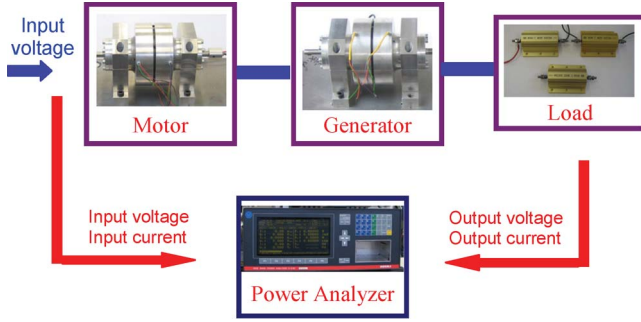 Input
voltage
Motor
Generator
Load
Input voltage
Input current
Output voltage
Output current
Power Analyzer